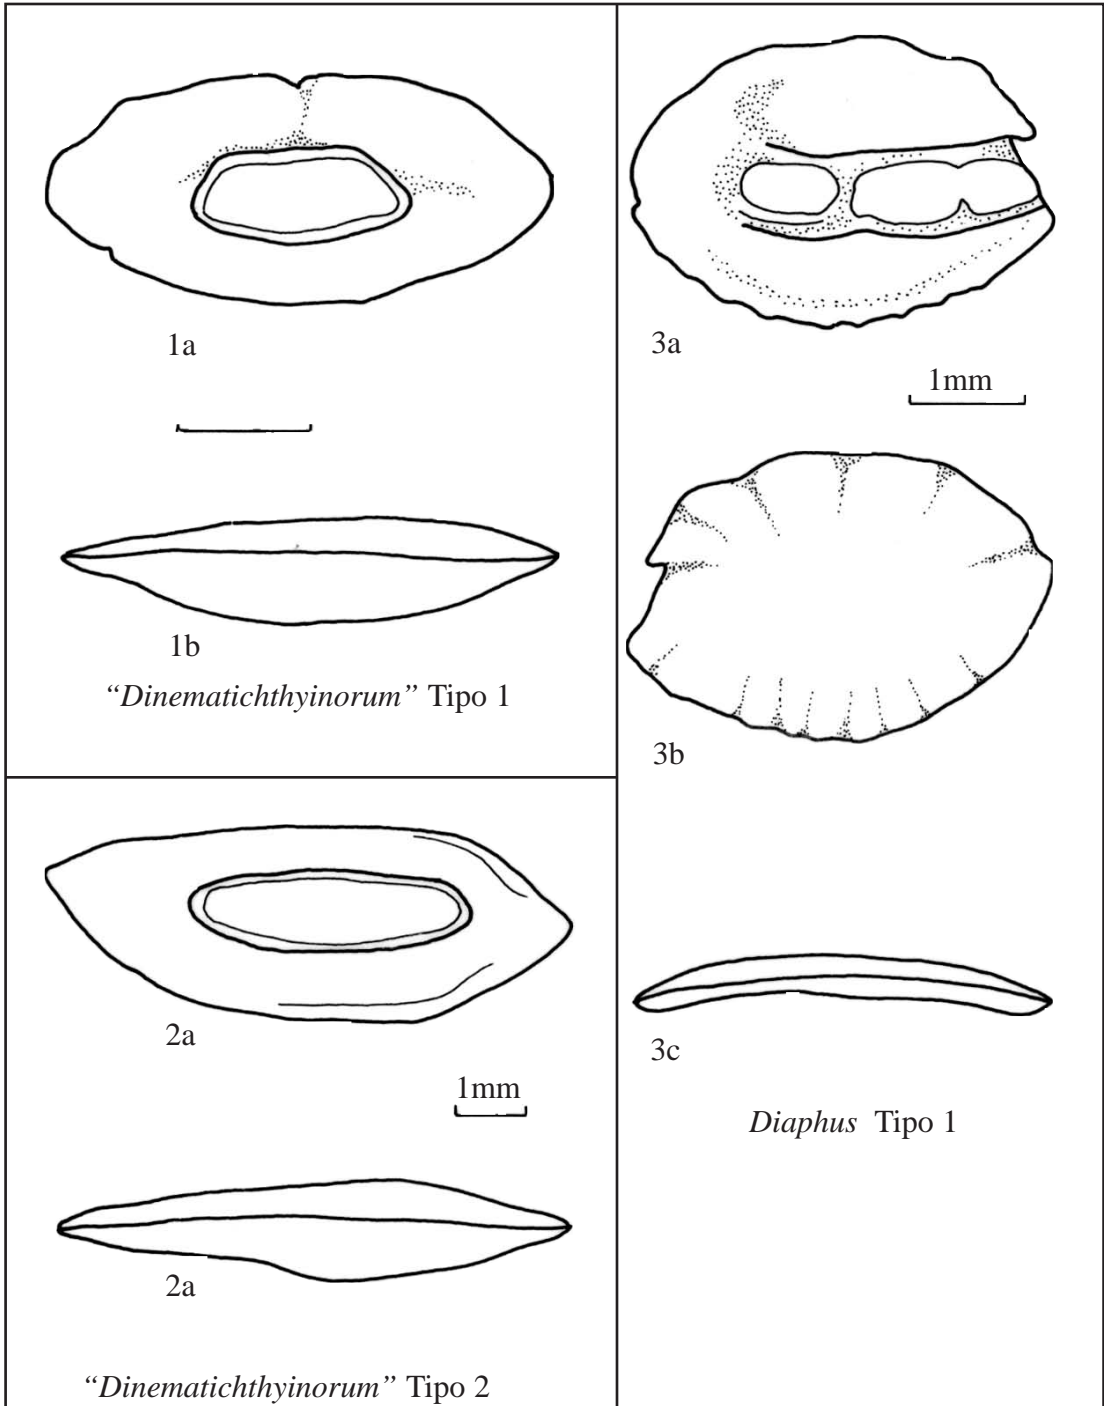 1a
1b
“Dinematichthyinorum” Tipo 1
2a
1mm
2a
“Dinematichthyinorum” Tipo 2
3a
1mm
3b
3c
Diaphus Tipo 1